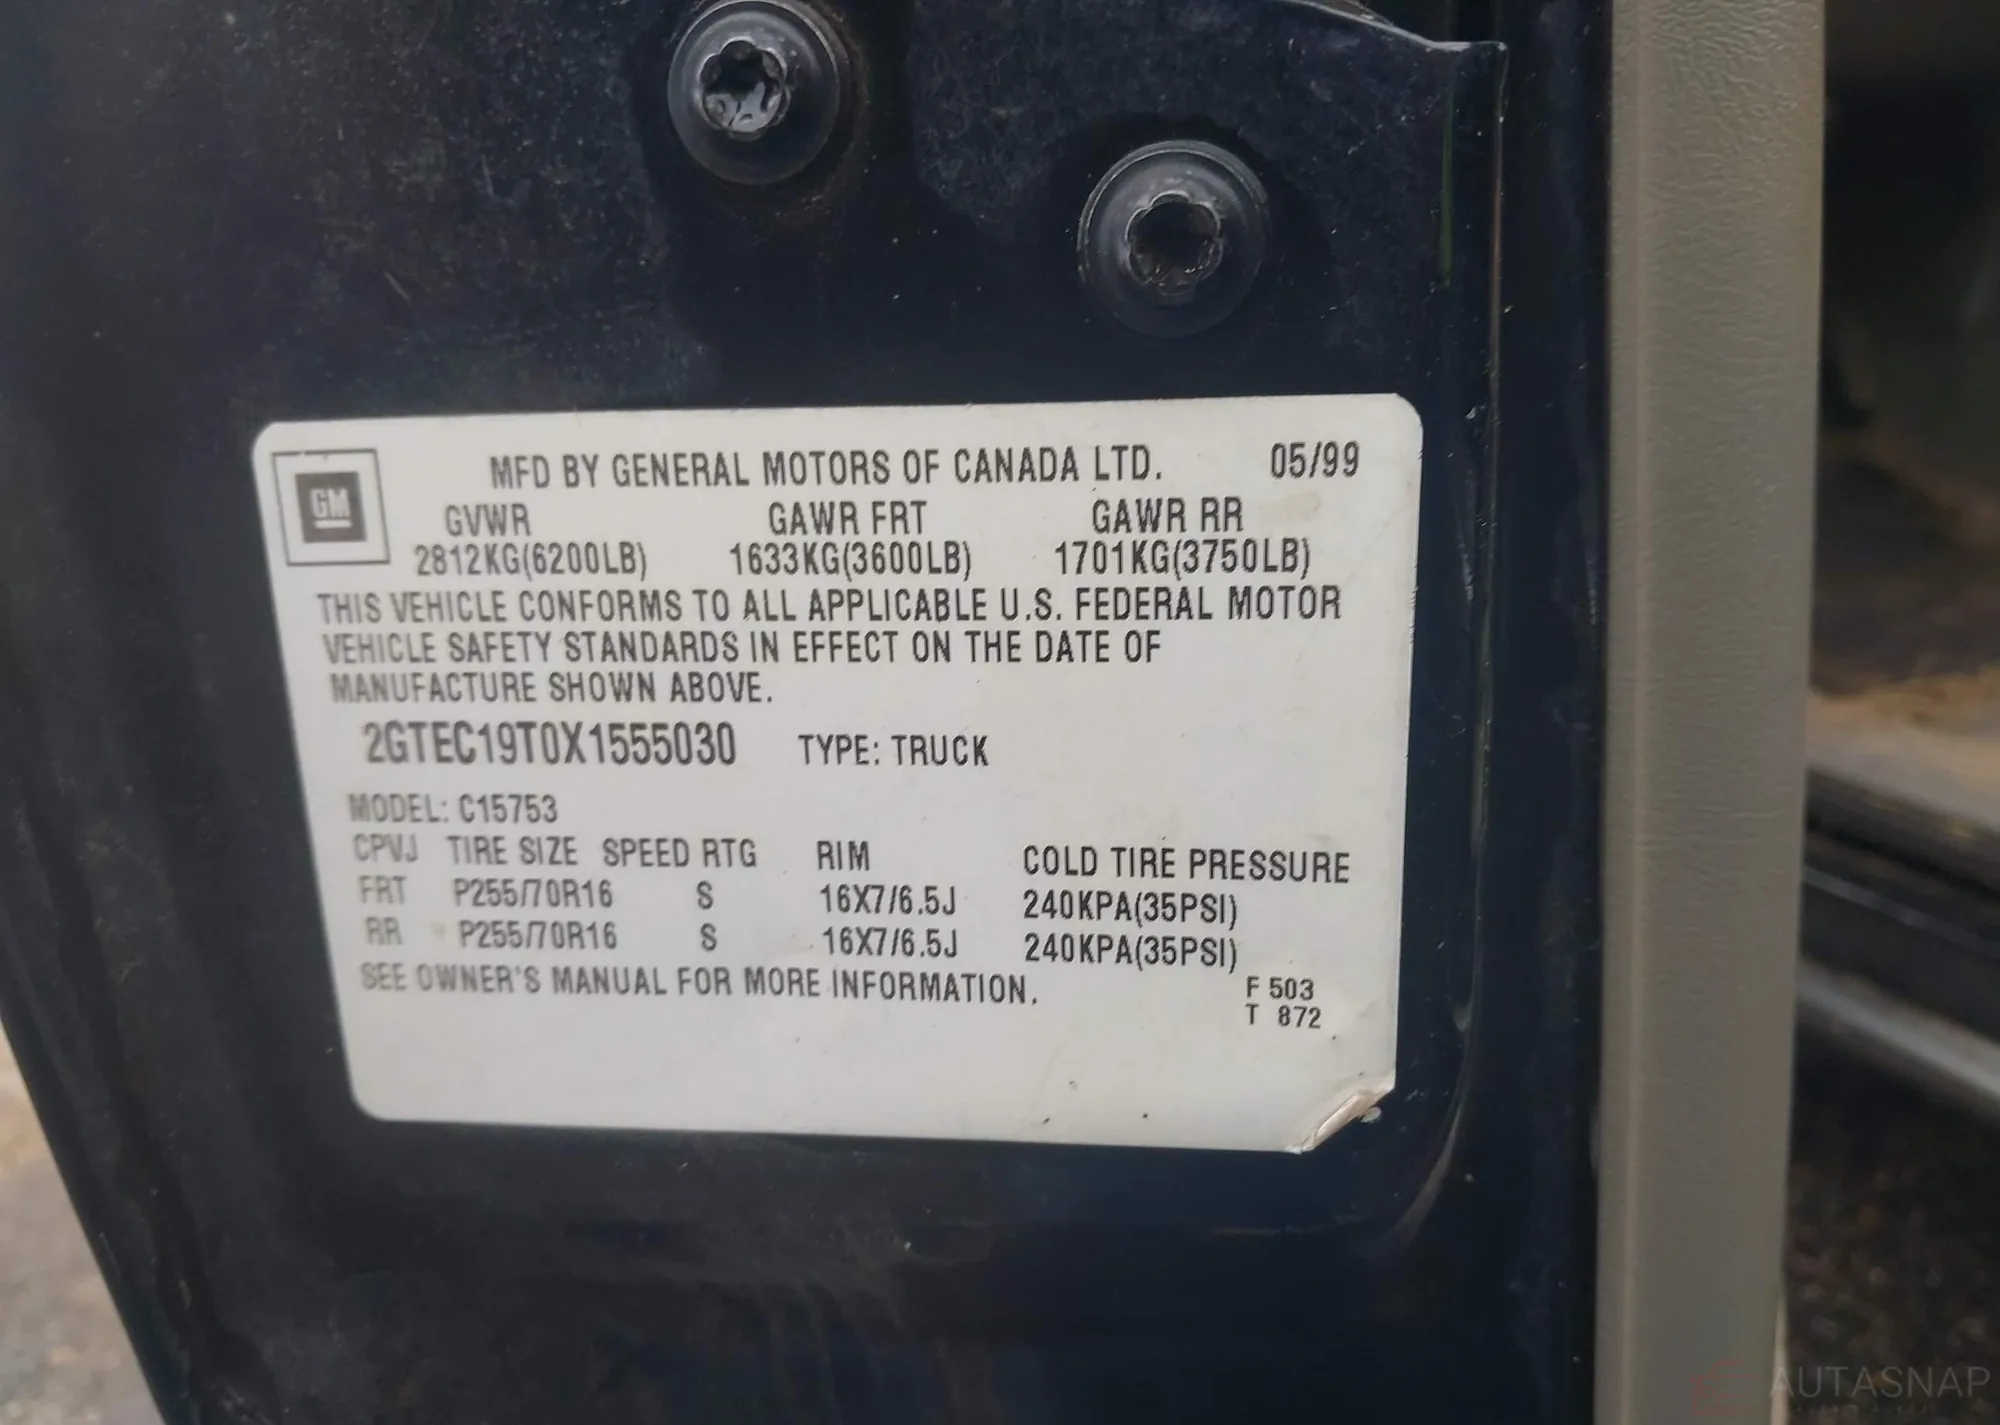 GM
MFD BY GENERAL MOTORS OF CANADA LTD. 05/99
GVWR GAWR FRT GAWR RR
2812KG(6200LB) 1633KG(3600LB) 1701KG(3750LB)
THIS VEHICLE CONFORMS TO ALL APPLICABLE U.S. FEDERAL MOTOR
VEHICLE SAFETY STANDARDS IN EFFECT ON THE DATE OF
MANUFACTURE SHOWN ABOVE.
2GTEC19T0X1555030 TYPE: TRUCK
MODEL: C15753
CPVJ TIRE SIZE SPEED RTG RIM COLD TIRE PRESSURE
FRT P255/70R16 S 16X7/6.5J 240KPA(35PSI)
RR P255/70R16 S 16X7/6.5J 240KPA(35PSI)
SEE OWNER'S MANUAL FOR MORE INFORMATION.
F 503
T 872
AUTASNAP